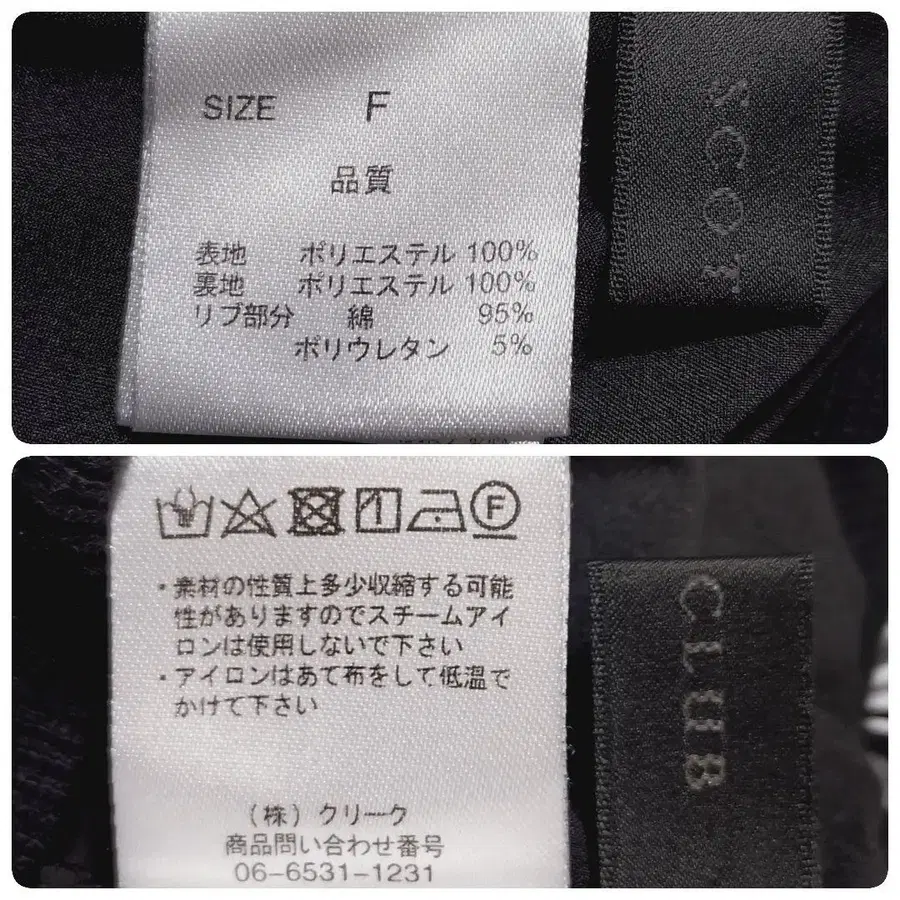 SIZE F
品質
表地 ポリエステル 100%
裏地 ポリエステル 100%
リブ部分 綿 95%
ポリウレタン 5%
SCOT
F
・素材の性質上多少収縮する可能
性がありますのでスチームアイ
ロンは使用しないで下さい
・アイロンはあて布をして低温で
かけて下さい
(株)クリーク
商品問い合わせ番号
06-6531-1231
CLUB